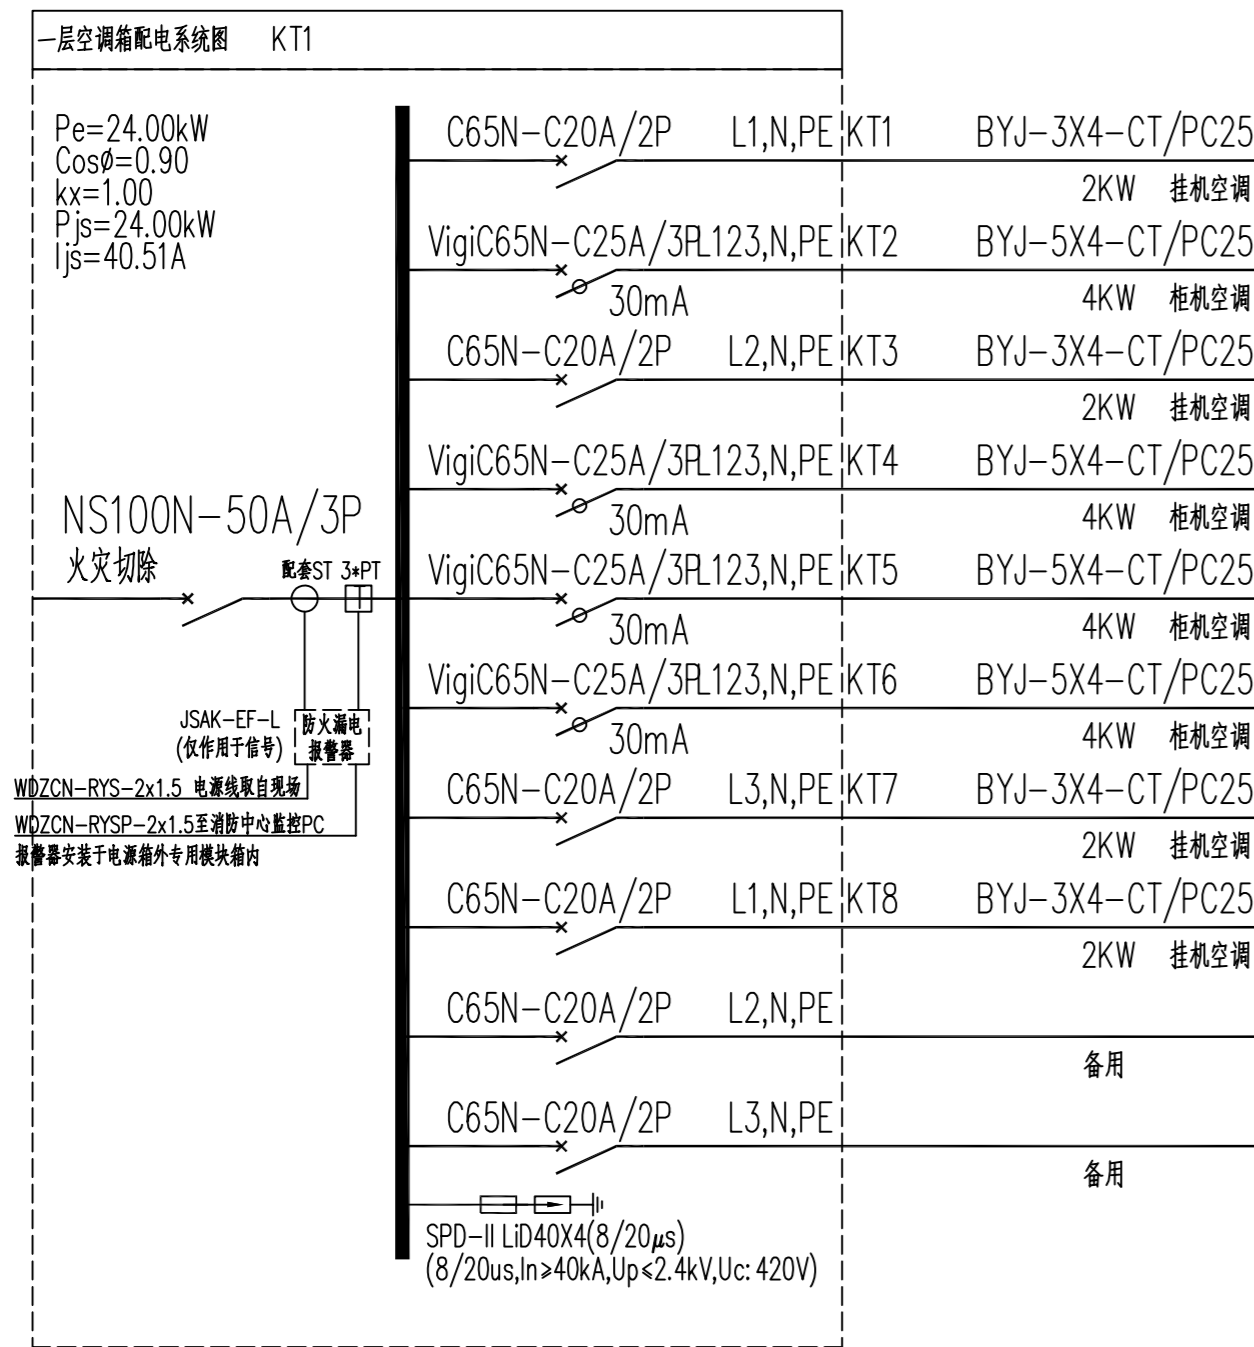 一层空调箱配电系统图 KT1
Pe=24.00kW
Cosø=0.90
kx=1.00
Pjs=24.00kW
Ijs=40.51A
C65N-C20A/2P L1,N,PE KT1 BYJ-3X4-CT/PC25
2KW 挂机空调
VigiC65N-C25A/3P L123,N,PE KT2 BYJ-5X4-CT/PC25
30mA 4KW 柜机空调
C65N-C20A/2P L2,N,PE KT3 BYJ-3X4-CT/PC25
2KW 挂机空调
VigiC65N-C25A/3P L123,N,PE KT4 BYJ-5X4-CT/PC25
30mA 4KW 柜机空调
NS100N-50A/3P
火灾切除 配套ST 3*PT
VigiC65N-C25A/3P L123,N,PE KT5 BYJ-5X4-CT/PC25
30mA 4KW 柜机空调
VigiC65N-C25A/3P L123,N,PE KT6 BYJ-5X4-CT/PC25
30mA 4KW 柜机空调
JSAK-EF-L 防火漏电
(仅作用于信号) 报警器
WDZCN-RYS-2x1.5 电源线取自现场
WDZCN-RYSP-2x1.5至消防中心监控PC
报警器安装于电源箱外专用模块箱内
C65N-C20A/2P L3,N,PE KT7 BYJ-3X4-CT/PC25
2KW 挂机空调
C65N-C20A/2P L1,N,PE KT8 BYJ-3X4-CT/PC25
2KW 挂机空调
C65N-C20A/2P L2,N,PE
备用
C65N-C20A/2P L3,N,PE
备用
SPD-II LiD40X4(8/20μs)
(8/20us,In≥40kA,Up≤2.4kV,Uc:420V)